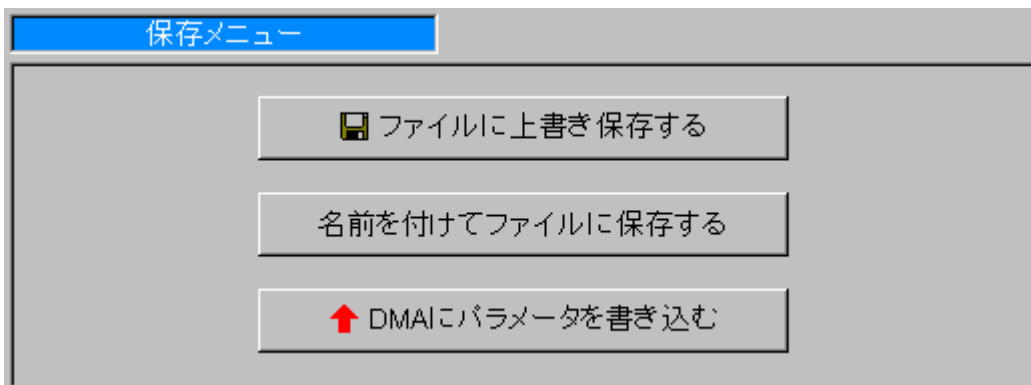 保存メニュー
ファイルに上書き保存する
名前を付けてファイルに保存する
DMAにパラメータを書き込む